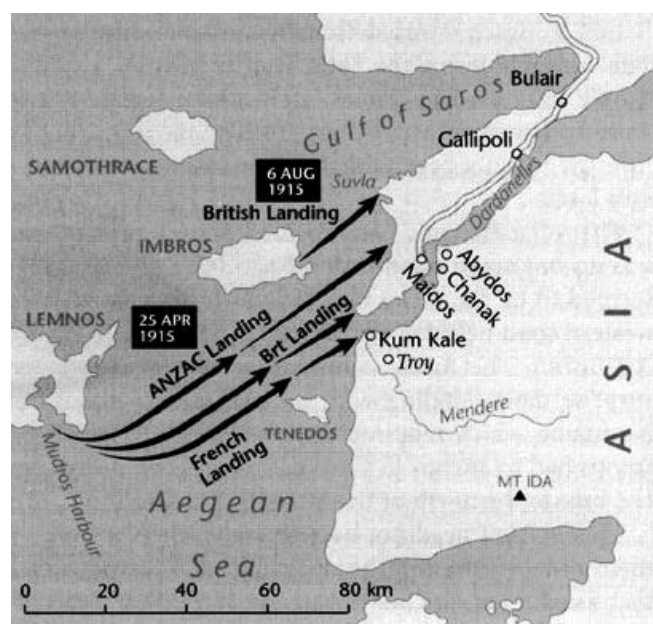 Bulair
Gulf of Saros
Gallipoli
SAMOTHRACE
6 AUG
1915
Suvla
Dardanelles
British Landing
IMBROS
Abydos
Chanak
Maidos
ASIA
LEMNOS
25 APR
1915
ANZAC Landing
Brt Landing
Kum Kale
Troy
French
Landing
TENEDOS
Mendere
Mudros Harbour
MT IDA
Aegean
Sea
0 20 40 60 80 km